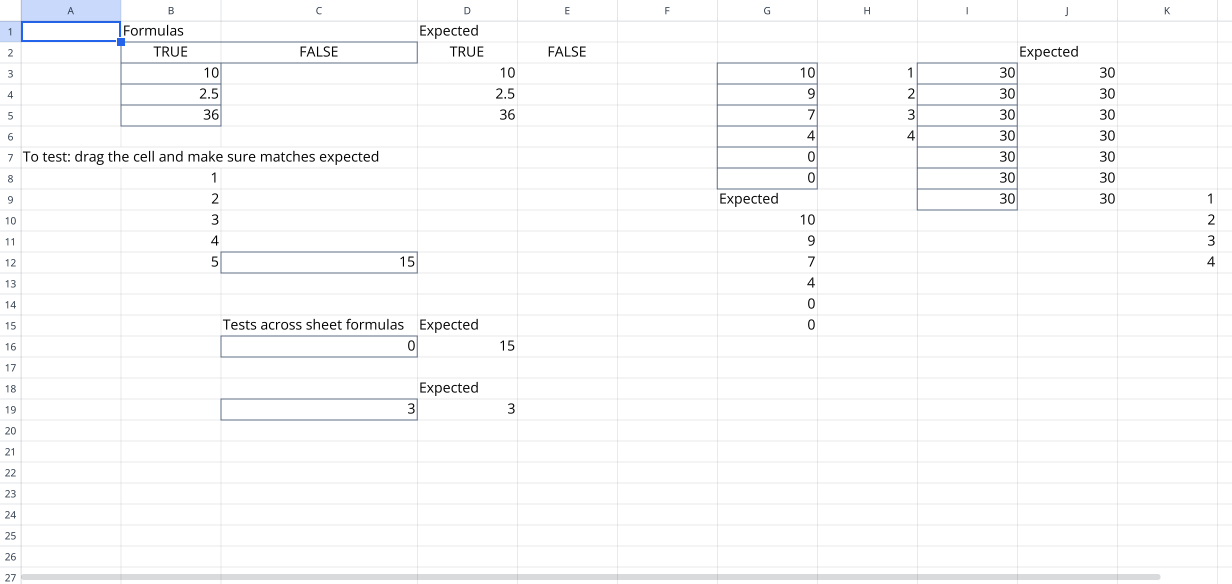 A B C D E F G H I J K
1 Formulas Expected
2 TRUE FALSE TRUE FALSE Expected
3 10 10 10 1 30 30
4 2.5 2.5 9 2 30 30
5 36 36 7 3 30 30
6 4 4 30 30
7 To test: drag the cell and make sure matches expected 0 30 30
8 1 0 30 30
9 2 Expected 30 30 1
10 3 10 2
11 4 9 3
12 5 15 7 4
13 4
14 0
15 Tests across sheet formulas Expected 0
16 0 15
17
18 Expected
19 3 3
20
21
22
23
24
25
26
27